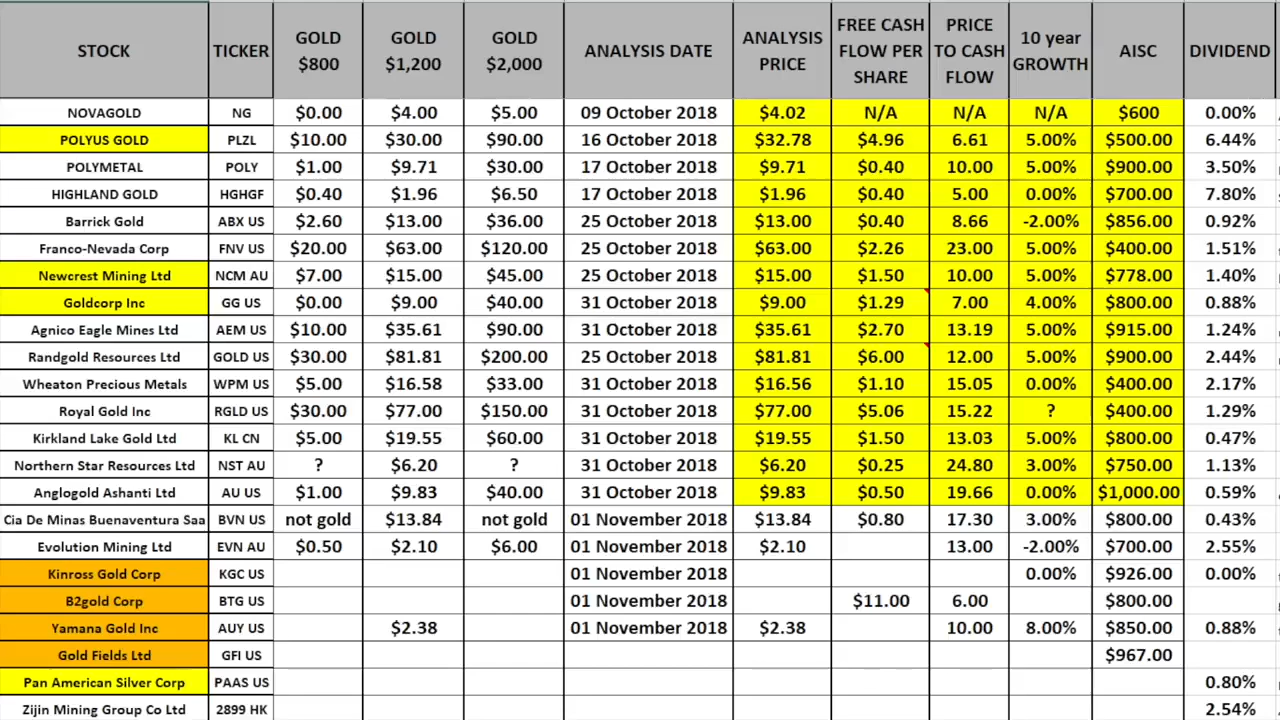 STOCK TICKER GOLD $800 GOLD $1,200 GOLD $2,000 ANALYSIS DATE ANALYSIS PRICE FREE CASH FLOW PER SHARE PRICE TO CASH FLOW 10 year GROWTH AISC DIVIDEND
NOVAGOLD NG $0.00 $4.00 $5.00 09 October 2018 $4.02 N/A N/A N/A $600 0.00%
POLYUS GOLD PLZL $10.00 $30.00 $90.00 16 October 2018 $32.78 $4.96 6.61 5.00% $500.00 6.44%
POLYMETAL POLY $1.00 $9.71 $30.00 17 October 2018 $9.71 $0.40 10.00 5.00% $900.00 3.50%
HIGHLAND GOLD HGHGF $0.40 $1.96 $6.50 17 October 2018 $1.96 $0.40 5.00 0.00% $700.00 7.80%
Barrick Gold ABX US $2.60 $13.00 $36.00 25 October 2018 $13.00 $0.40 8.66 -2.00% $856.00 0.92%
Franco-Nevada Corp FNV US $20.00 $63.00 $120.00 25 October 2018 $63.00 $2.26 23.00 5.00% $400.00 1.51%
Newcrest Mining Ltd NCM AU $7.00 $15.00 $45.00 25 October 2018 $15.00 $1.50 10.00 5.00% $778.00 1.40%
Goldcorp Inc GG US $0.00 $9.00 $40.00 31 October 2018 $9.00 $1.29 7.00 4.00% $800.00 0.88%
Agnico Eagle Mines Ltd AEM US $10.00 $35.61 $90.00 31 October 2018 $35.61 $2.70 13.19 5.00% $915.00 1.24%
Randgold Resources Ltd GOLD US $30.00 $81.81 $200.00 25 October 2018 $81.81 $6.00 12.00 5.00% $900.00 2.44%
Wheaton Precious Metals WPM US $5.00 $16.58 $33.00 31 October 2018 $16.56 $1.10 15.05 0.00% $400.00 2.17%
Royal Gold Inc RGLD US $30.00 $77.00 $150.00 31 October 2018 $77.00 $5.06 15.22 ? $400.00 1.29%
Kirkland Lake Gold Ltd KL CN $5.00 $19.55 $60.00 31 October 2018 $19.55 $1.50 13.03 5.00% $800.00 0.47%
Northern Star Resources Ltd NST AU ? $6.20 ? 31 October 2018 $6.20 $0.25 24.80 3.00% $750.00 1.13%
Anglogold Ashanti Ltd AU US $1.00 $9.83 $40.00 31 October 2018 $9.83 $0.50 19.66 0.00% $1,000.00 0.59%
Cia De Minas Buenaventura Saa BVN US not gold $13.84 not gold 01 November 2018 $13.84 $0.80 17.30 3.00% $800.00 0.43%
Evolution Mining Ltd EVN AU $0.50 $2.10 $6.00 01 November 2018 $2.10 13.00 -2.00% $700.00 2.55%
Kinross Gold Corp KGC US 01 November 2018 0.00% $926.00 0.00%
B2gold Corp BTG US 01 November 2018 $11.00 6.00 $800.00
Yamana Gold Inc AUY US $2.38 01 November 2018 $2.38 10.00 8.00% $850.00 0.88%
Gold Fields Ltd GFI US $967.00
Pan American Silver Corp PAAS US 0.80%
Zijin Mining Group Co Ltd 2899 HK 2.54%